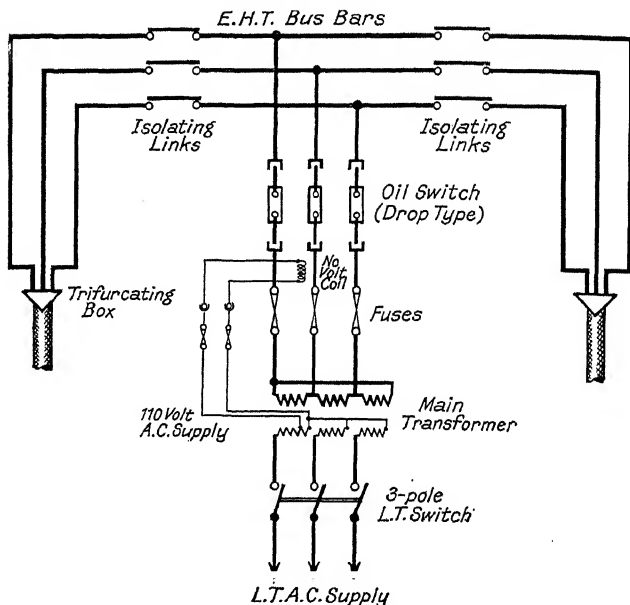 E.H.T. Bus Bars
Isolating
Links
Isolating
Links
Oil Switch
(Drop Type)
No
Volt
Coil
Trifurcating
Box
Fuses
110 Volt
A.C. Supply
Main
Transformer
3-pole
L.T. Switch
L.T.A.C. Supply